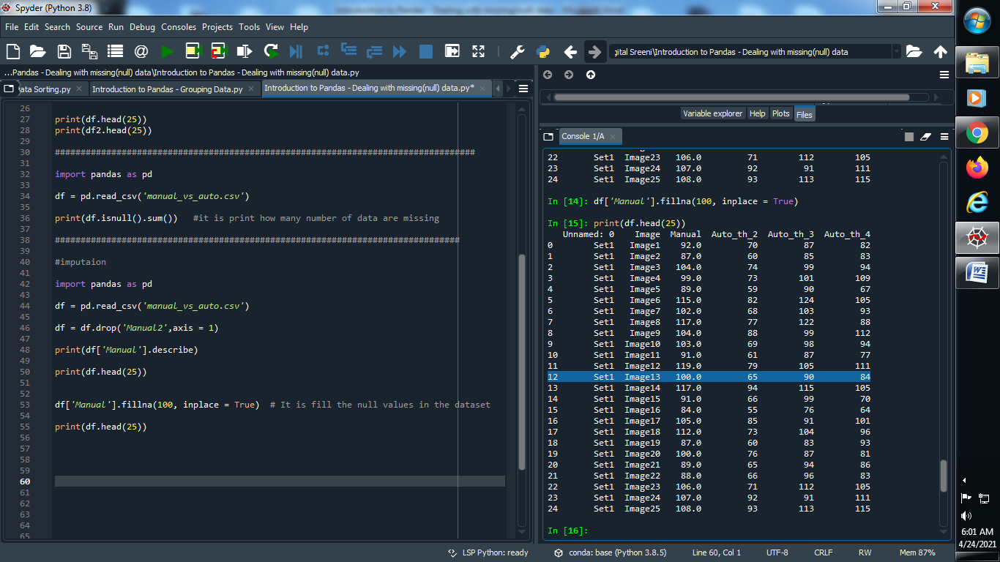 Spyder (Python 3.8)
File Edit Search Source Run Debug Consoles Projects Tools View Help
gital Sreeni\Introduction to Pandas - Dealing with missing(null) data
...Pandas - Dealing with missing(null) data\Introduction to Pandas - Dealing with missing(null) data.py
ata Sorting.py Introduction to Pandas - Grouping Data.py Introduction to Pandas - Dealing with missing(null) data.py*
26
27 print(df.head(25))
28 print(df2.head(25))
29
30 ##################################################################################
31
32 import pandas as pd
33
34 df = pd.read_csv('manual_vs_auto.csv')
35
36 print(df.isnull().sum()) #it is print how many number of data are missing
37
38 ###############################################################################
39
40 #imputaion
41
42 import pandas as pd
43
44 df = pd.read_csv('manual_vs_auto.csv')
45
46 df = df.drop('Manual2',axis = 1)
47
48 print(df['Manual'].describe)
49
50 print(df.head(25))
51
52
53 df['Manual'].fillna(100, inplace = True) # It is fill the null values in the dataset
54
55 print(df.head(25))
56
57
58
59
60
61
62
63
64
65
Variable explorer Help Plots Files
Console 1/A
22 Set1 Image23 106.0 71 112 105
23 Set1 Image24 107.0 92 91 111
24 Set1 Image25 108.0 93 113 115
In [14]: df['Manual'].fillna(100, inplace = True)
In [15]: print(df.head(25))
Unnamed: 0 Image Manual Auto_th_2 Auto_th_3 Auto_th_4
0 Set1 Image1 92.0 70 87 82
1 Set1 Image2 87.0 60 85 83
2 Set1 Image3 104.0 74 99 94
3 Set1 Image4 99.0 73 101 109
4 Set1 Image5 89.0 59 90 67
5 Set1 Image6 115.0 82 124 105
6 Set1 Image7 102.0 68 103 93
7 Set1 Image8 117.0 77 122 88
8 Set1 Image9 104.0 88 99 112
9 Set1 Image10 103.0 69 98 94
10 Set1 Image11 91.0 61 87 77
11 Set1 Image12 119.0 79 105 111
12 Set1 Image13 100.0 65 90 84
13 Set1 Image14 117.0 94 115 105
14 Set1 Image15 91.0 66 99 70
15 Set1 Image16 84.0 55 76 64
16 Set1 Image17 105.0 85 91 101
17 Set1 Image18 112.0 73 104 96
18 Set1 Image19 87.0 60 83 93
19 Set1 Image20 100.0 76 87 81
20 Set1 Image21 89.0 65 94 86
21 Set1 Image22 88.0 66 96 83
22 Set1 Image23 106.0 71 112 105
23 Set1 Image24 107.0 92 91 111
24 Set1 Image25 108.0 93 113 115
In [16]:
LSP Python: ready conda: base (Python 3.8.5) Line 60, Col 1 UTF-8 CRLF RW Mem 87%
6:01 AM
4/24/2021